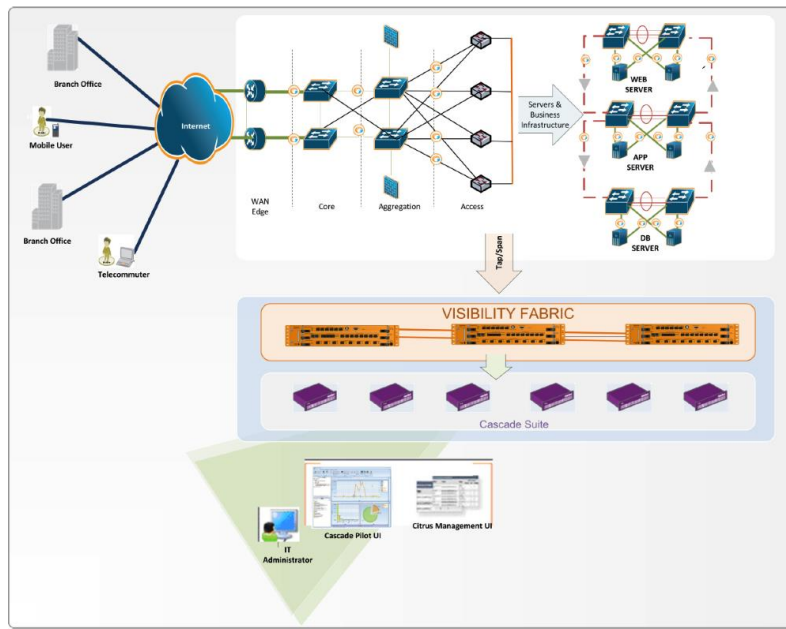 Branch Office
Internet
Mobile User
Branch Office
Telecommuter
WAN
Edge
Core
Aggregation
Access
Servers &
Business
Infrastructure
WEB
SERVER
APP
SERVER
DB
SERVER
Tap/Span
VISIBILITY FABRIC
Cascade Suite
Cascade Pilot UI
Citrus Management UI
IT
Administrator